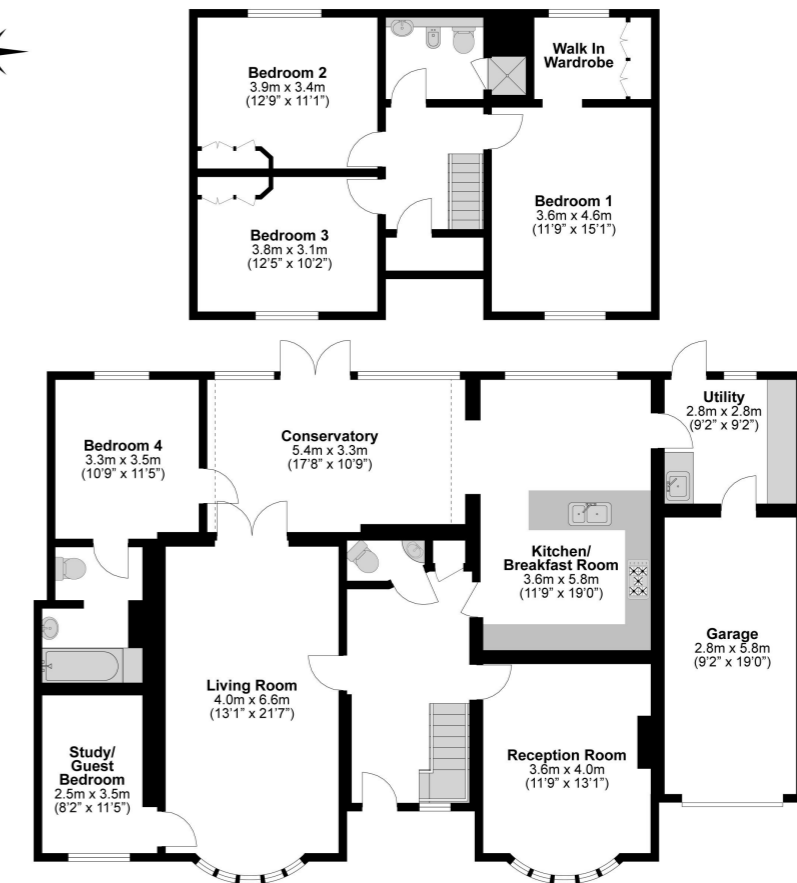 Bedroom 2
3.9m x 3.4m
(12'9" x 11'1")
Walk In
Wardrobe
Bedroom 1
3.6m x 4.6m
(11'9" x 15'1")
Bedroom 3
3.8m x 3.1m
(12'5" x 10'2")
Bedroom 4
3.3m x 3.5m
(10'9" x 11'5")
Conservatory
5.4m x 3.3m
(17'8" x 10'9")
Utility
2.8m x 2.8m
(9'2" x 9'2")
Kitchen/
Breakfast Room
3.6m x 5.8m
(11'9" x 19'0")
Garage
2.8m x 5.8m
(9'2" x 19'0")
Living Room
4.0m x 6.6m
(13'1" x 21'7")
Study/
Guest
Bedroom
2.5m x 3.5m
(8'2" x 11'5")
Reception Room
3.6m x 4.0m
(11'9" x 13'1")